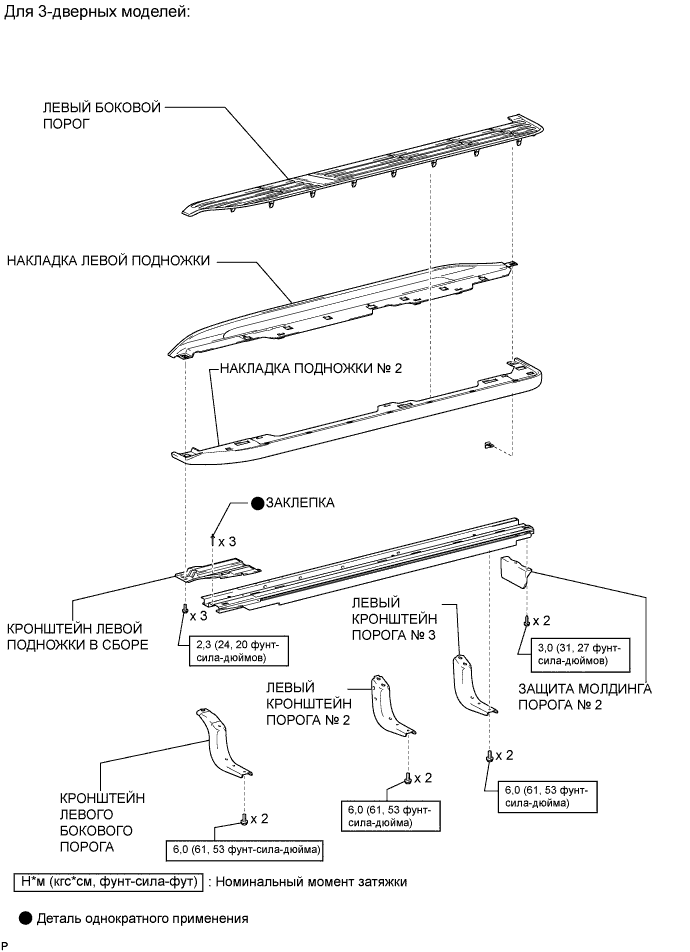 Для 3-дверных моделей:
ЛЕВЫЙ БОКОВОЙ
ПОРОГ
НАКЛАДКА ЛЕВОЙ ПОДНОЖКИ
НАКЛАДКА ПОДНОЖКИ № 2
ЗАКЛЕПКА
x 3
x 3
КРОНШТЕЙН ЛЕВОЙ
ПОДНОЖКИ В СБОРЕ
2,3 (24, 20 фунт-
сила-дюймов)
ЛЕВЫЙ
КРОНШТЕЙН
ПОРОГА № 3
x 2
3,0 (31, 27 фунт-
сила-дюймов)
ЗАЩИТА МОЛДИНГА
ПОРОГА № 2
ЛЕВЫЙ
КРОНШТЕЙН
ПОРОГА № 2
x 2
6,0 (61, 53 фунт-
сила-дюйма)
x 2
6,0 (61, 53 фунт-
сила-дюйма)
КРОНШТЕЙН
ЛЕВОГО
БОКОВОГО
ПОРОГА
x 2
6,0 (61, 53 фунт-сила-дюйма)
Н*м (кгс*см, фунт-сила-фут) : Номинальный момент затяжки
Деталь однократного применения
P